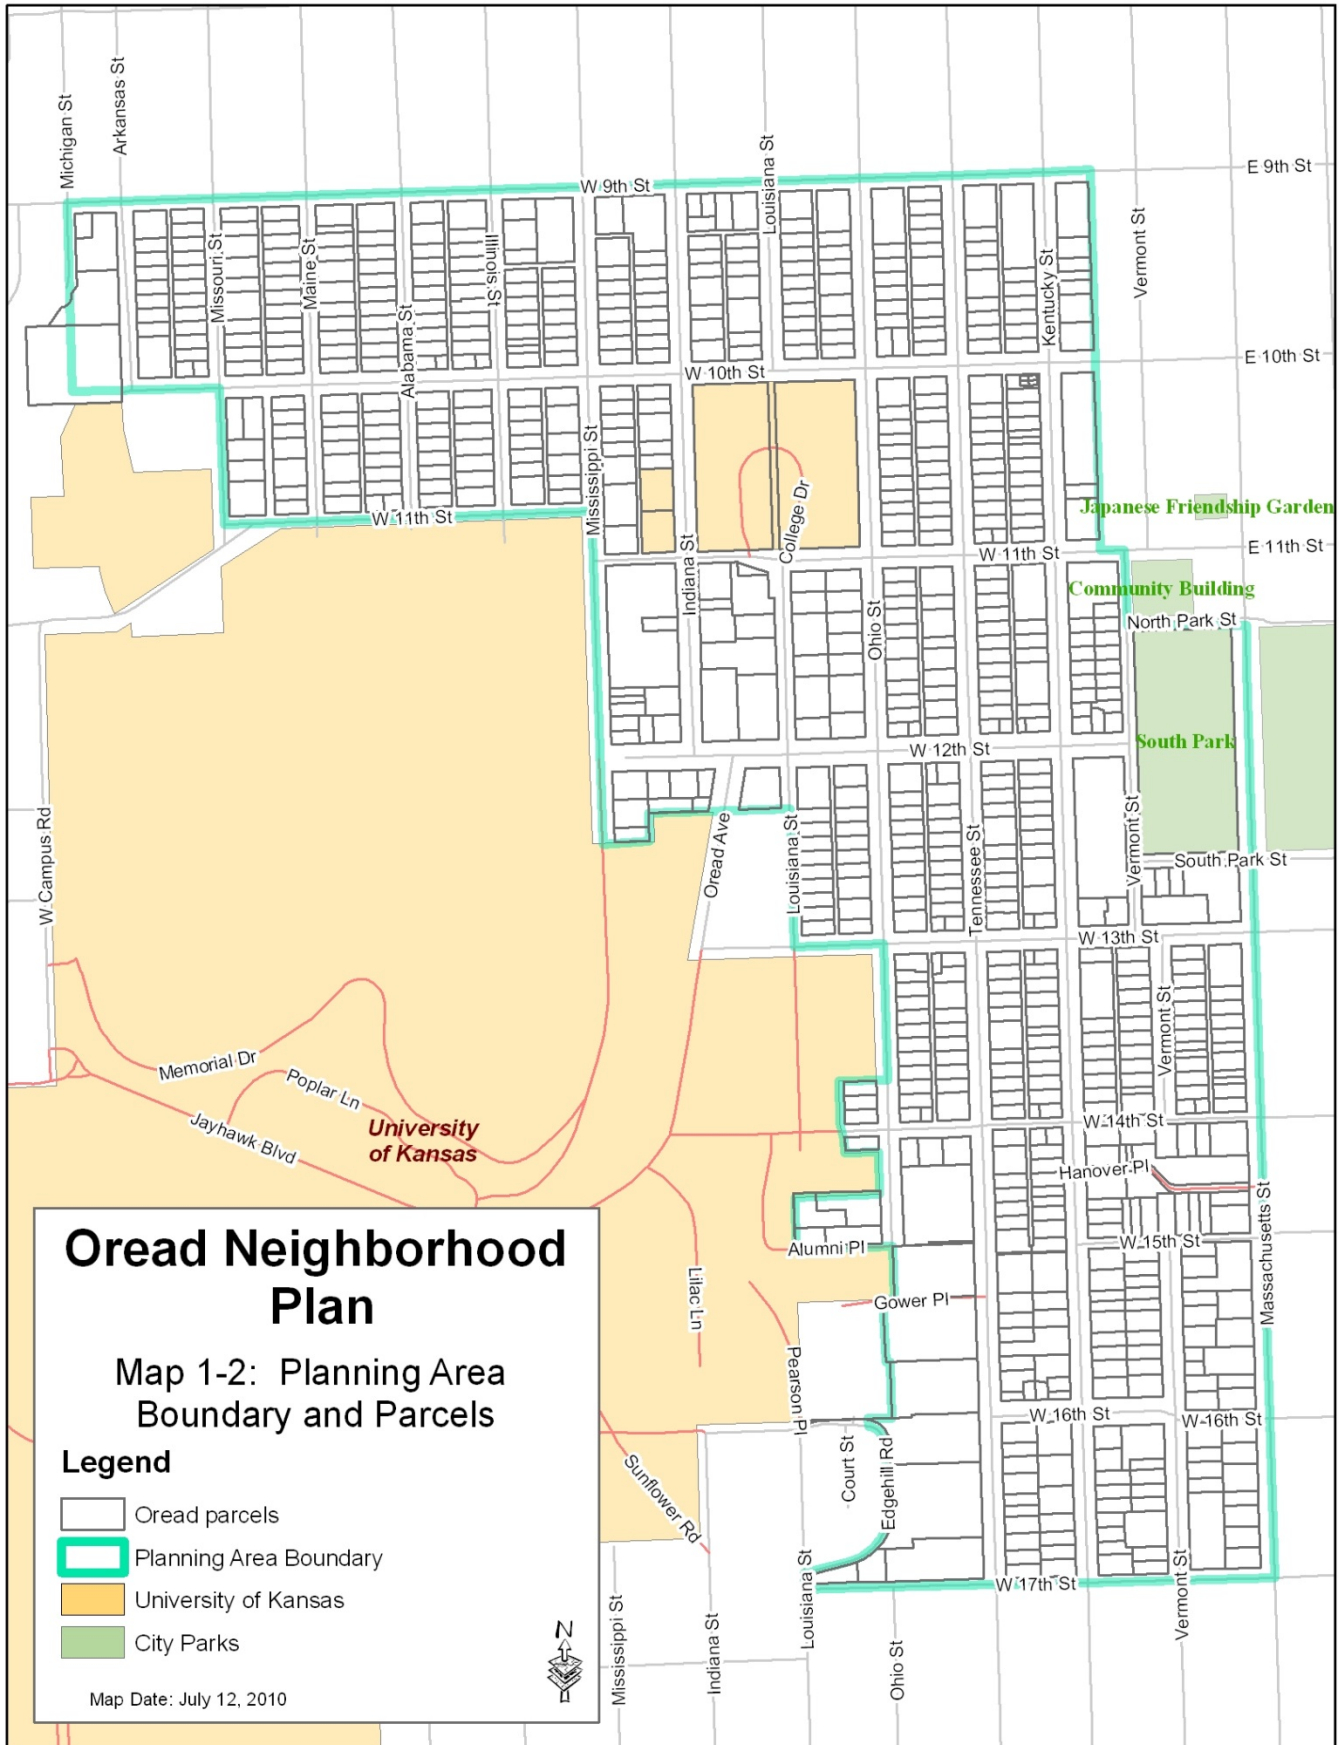 Michigan St
Arkansas St
Louisiana St
E 9th St
W 9th St
Vermont St
Missouri St
Maine St
Illinois St
Alabama St
Kentucky St
E 10th St
W 10th St
Mississippi St
College Dr
Japanese Friendship Garden
W 11th St
W 11th St
E 11th St
Indiana St
Community Building
North Park St
Ohio St
South Park
W 12th St
W Campus Rd
Oread Ave
Louisiana St
Tennessee St
Vermont St
South Park St
W 13th St
Vermont St
Memorial Dr
Poplar Ln
Jayhawk Blvd
University
of Kansas
W 14th St
Hanover Pl
Massachusetts St
Alumni Pl
W 15th St
Lilac Ln
Gower Pl
Pearson Pl
W 16th St
W 16th St
Court St
Edgehill Rd
Sunflower Rd
Louisiana St
W 17th St
Vermont St
Mississippi St
Indiana St
Ohio St
Oread Neighborhood
Plan
Map 1-2: Planning Area
Boundary and Parcels
Legend
Oread parcels
Planning Area Boundary
University of Kansas
City Parks
N
Map Date: July 12, 2010